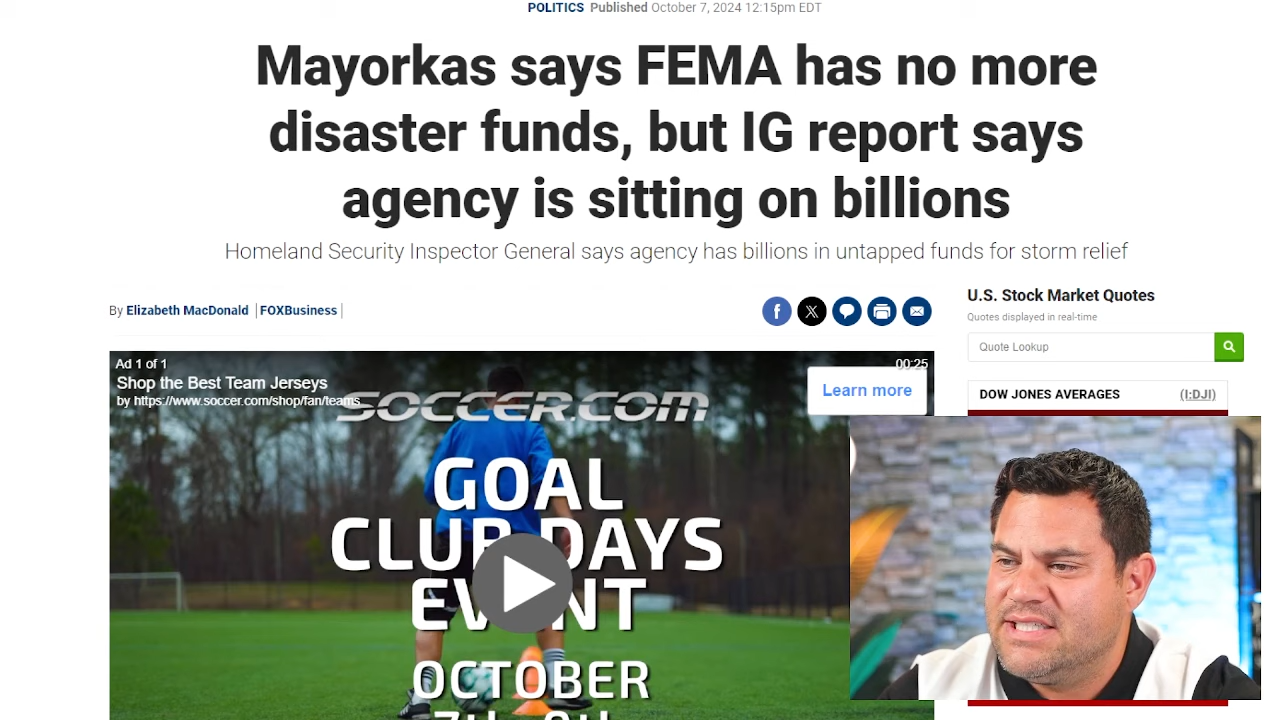 POLITICS Published October 7, 2024 12:15pm EDT
Mayorkas says FEMA has no more
disaster funds, but IG report says
agency is sitting on billions
Homeland Security Inspector General says agency has billions in untapped funds for storm relief
By Elizabeth MacDonald | FOXBusiness |
U.S. Stock Market Quotes
Quotes displayed in real-time
Quote Lookup
DOW JONES AVERAGES (I:DJI)
Ad 1 of 1 00:25
Shop the Best Team Jerseys
by https://www.soccer.com/shop/fan/teams
Learn more
SOCCER.COM
GOAL
CLUB DAYS
EVENT
OCTOBER